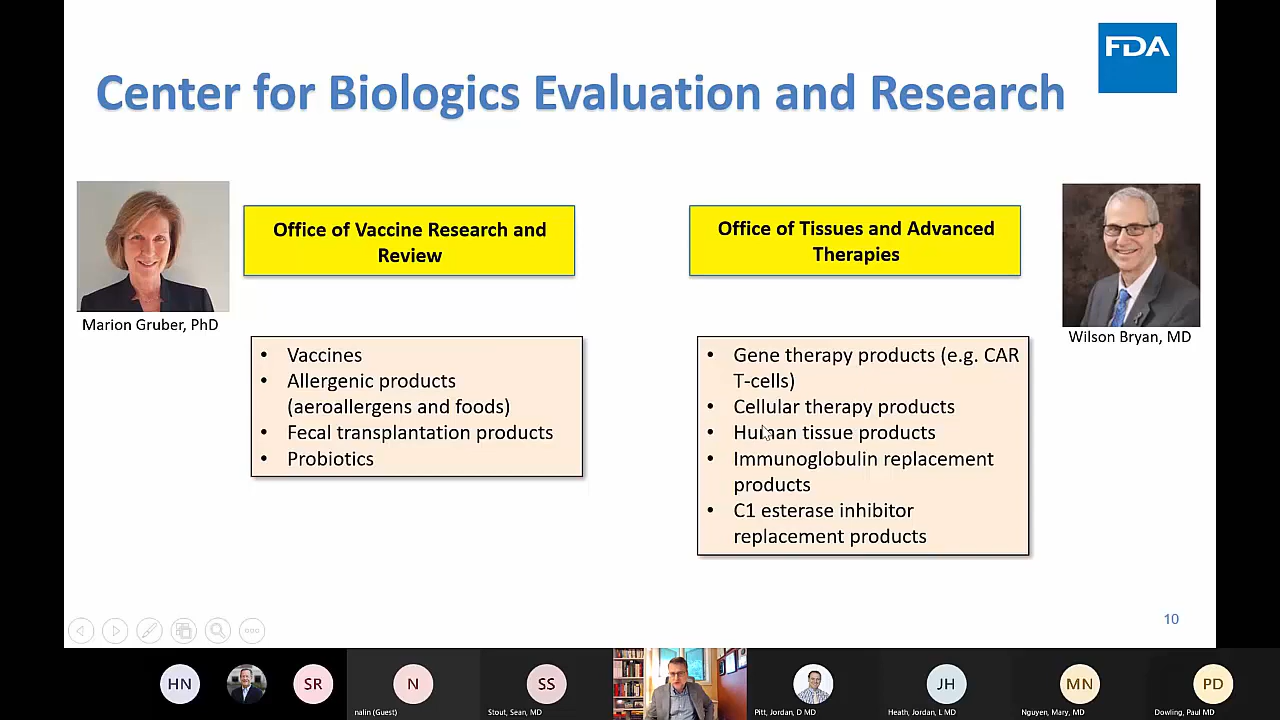 FDA
Center for Biologics Evaluation and Research
Office of Vaccine Research and
Review
Marion Gruber, PhD
• Vaccines
• Allergenic products
(aeroallergens and foods)
• Fecal transplantation products
• Probiotics
Office of Tissues and Advanced
Therapies
Wilson Bryan, MD
• Gene therapy products (e.g. CAR
T-cells)
• Cellular therapy products
• Human tissue products
• Immunoglobulin replacement
products
• C1 esterase inhibitor
replacement products
10
HN
SR
N
nalin (Guest)
SS
Stout, Sean, MD
Pitt, Jordan, D MD
JH
Heath, Jordan, L MD
MN
Nguyen, Mary, MD
PD
Dowling, Paul MD